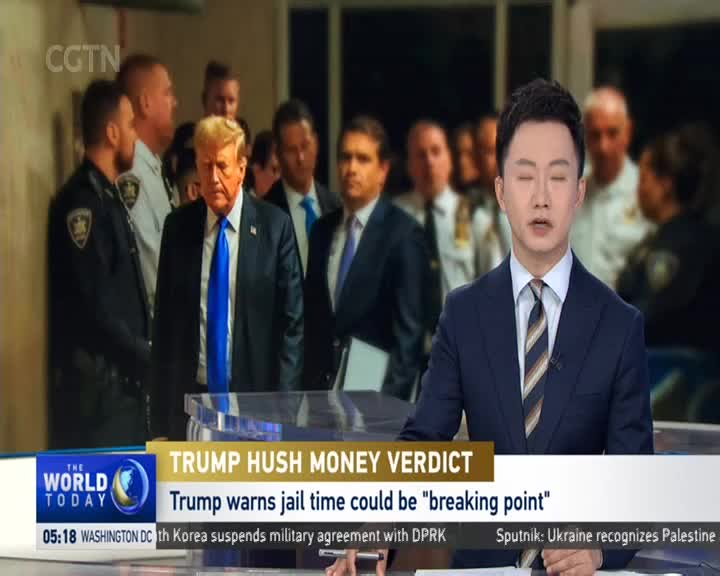 CGTN
TRUMP HUSH MONEY VERDICT
THE
WORLD
TODAY
Trump warns jail time could be "breaking point"
05:18 WASHINGTON DC
th Korea suspends military agreement with DPRK
Sputnik: Ukraine recognizes Palestine